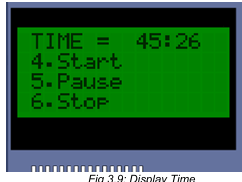 TIME = 45:26
4.Start
5.Pause
6.Stop
Fig 3.9: Display Time